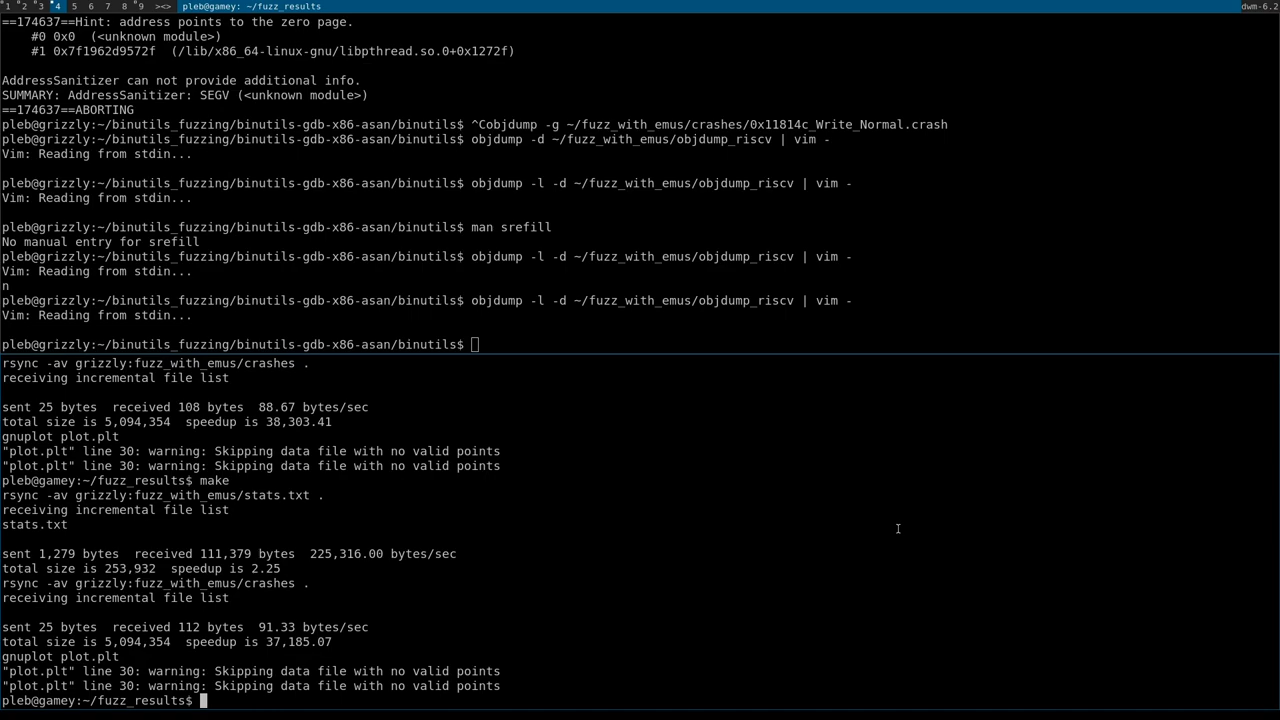 1 2 3 4 5 6 7 8 9 ><> pleb@gamey: ~/fuzz_results dwm-6.2
==174637==Hint: address points to the zero page.
    #0 0x0  (<unknown module>)
    #1 0x7f1962d9572f  (/lib/x86_64-linux-gnu/libpthread.so.0+0x1272f)

AddressSanitizer can not provide additional info.
SUMMARY: AddressSanitizer: SEGV (<unknown module>)
==174637==ABORTING
pleb@grizzly:~/binutils_fuzzing/binutils-gdb-x86-asan/binutils$ ^Cobjdump -g ~/fuzz_with_emus/crashes/0x11814c_Write_Normal.crash
pleb@grizzly:~/binutils_fuzzing/binutils-gdb-x86-asan/binutils$ objdump -d ~/fuzz_with_emus/objdump_riscv | vim -
Vim: Reading from stdin...

pleb@grizzly:~/binutils_fuzzing/binutils-gdb-x86-asan/binutils$ objdump -l -d ~/fuzz_with_emus/objdump_riscv | vim -
Vim: Reading from stdin...

pleb@grizzly:~/binutils_fuzzing/binutils-gdb-x86-asan/binutils$ man srefill
No manual entry for srefill
pleb@grizzly:~/binutils_fuzzing/binutils-gdb-x86-asan/binutils$ objdump -l -d ~/fuzz_with_emus/objdump_riscv | vim -
Vim: Reading from stdin...
n
pleb@grizzly:~/binutils_fuzzing/binutils-gdb-x86-asan/binutils$ objdump -l -d ~/fuzz_with_emus/objdump_riscv | vim -
Vim: Reading from stdin...

pleb@grizzly:~/binutils_fuzzing/binutils-gdb-x86-asan/binutils$
rsync -av grizzly:fuzz_with_emus/crashes .
receiving incremental file list

sent 25 bytes  received 108 bytes  88.67 bytes/sec
total size is 5,094,354  speedup is 38,303.41
gnuplot plot.plt
"plot.plt" line 30: warning: Skipping data file with no valid points
"plot.plt" line 30: warning: Skipping data file with no valid points
pleb@gamey:~/fuzz_results$ make
rsync -av grizzly:fuzz_with_emus/stats.txt .
receiving incremental file list
stats.txt

sent 1,279 bytes  received 111,379 bytes  225,316.00 bytes/sec
total size is 253,932  speedup is 2.25
rsync -av grizzly:fuzz_with_emus/crashes .
receiving incremental file list

sent 25 bytes  received 112 bytes  91.33 bytes/sec
total size is 5,094,354  speedup is 37,185.07
gnuplot plot.plt
"plot.plt" line 30: warning: Skipping data file with no valid points
"plot.plt" line 30: warning: Skipping data file with no valid points
pleb@gamey:~/fuzz_results$